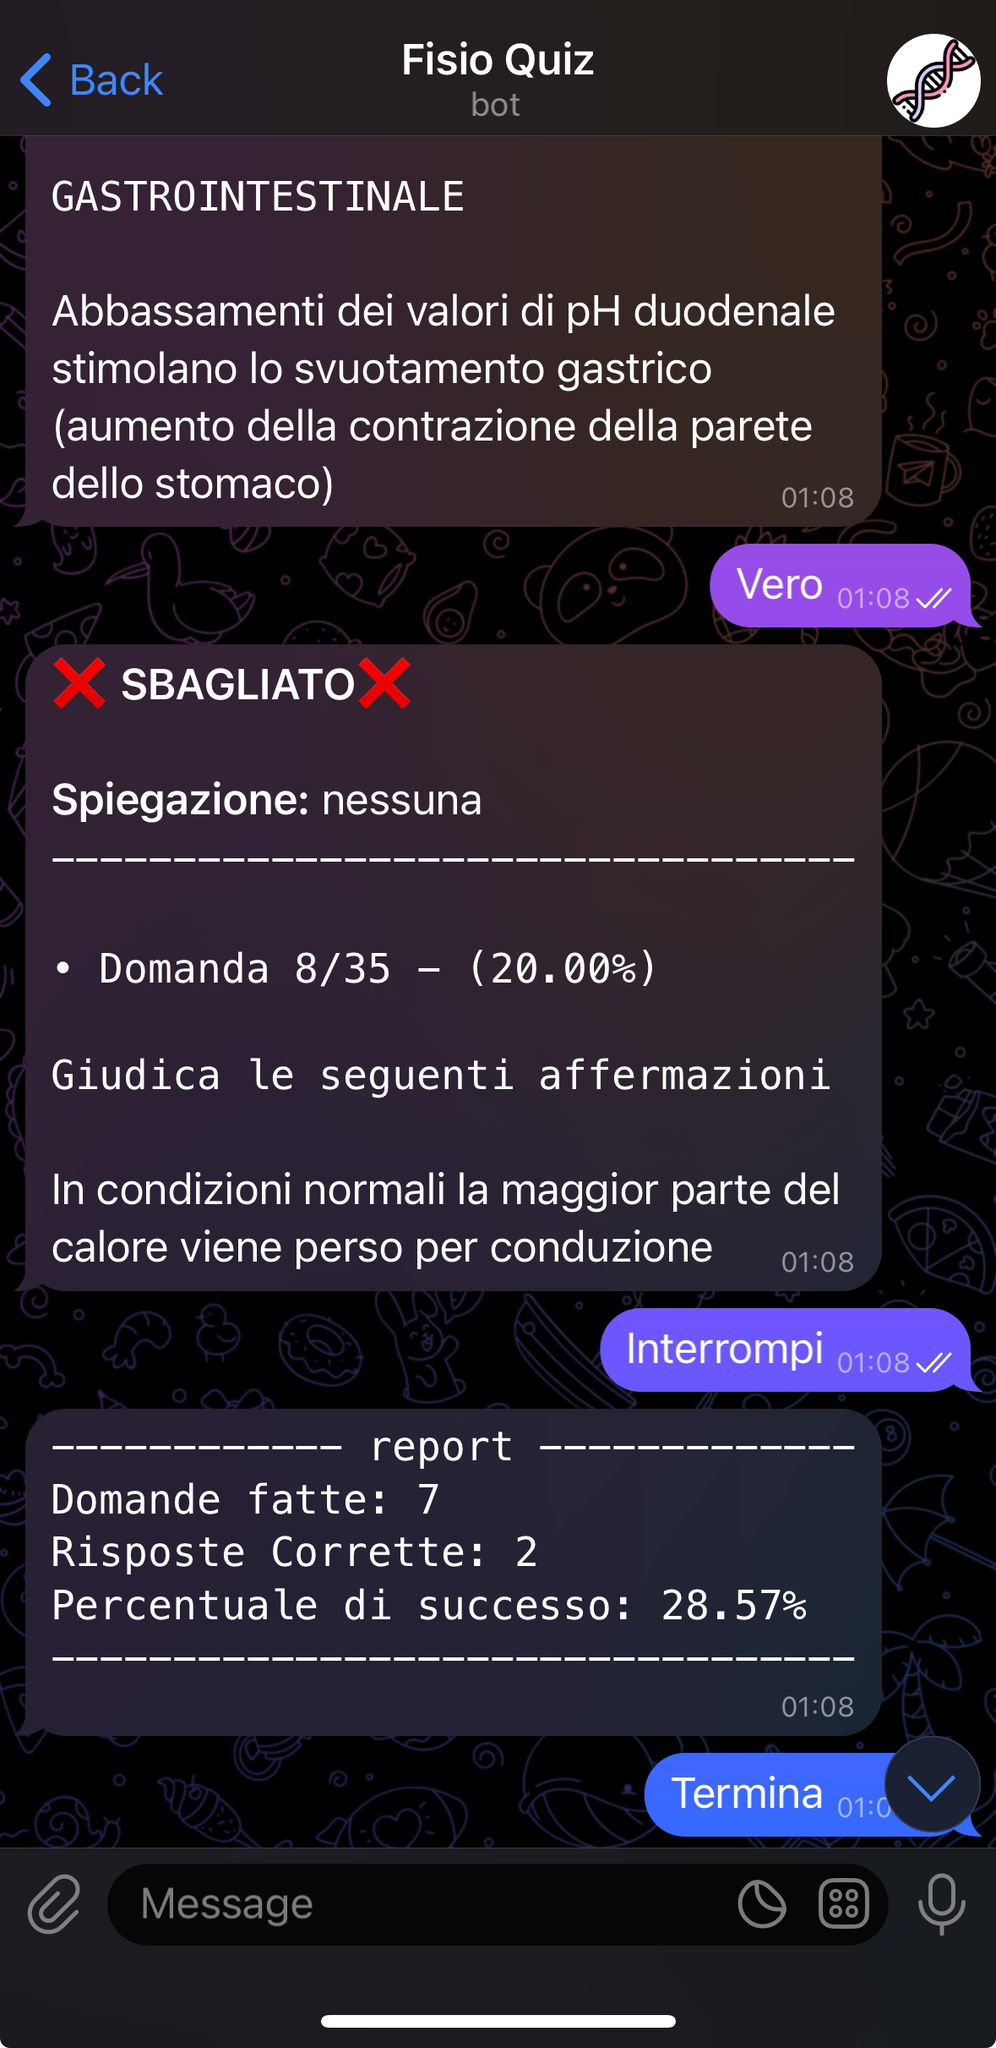 Back
Fisio Quiz
bot
GASTROINTESTINALE
Abbassamenti dei valori di pH duodenale
stimolano lo svuotamento gastrico
(aumento della contrazione della parete
dello stomaco)
01:08
Vero 01:08
❌ SBAGLIATO❌
Spiegazione: nessuna
---------------------------------
• Domanda 8/35 - (20.00%)
Giudica le seguenti affermazioni
In condizioni normali la maggior parte del
calore viene perso per conduzione
01:08
Interrompi 01:08
------------ report -------------
Domande fatte: 7
Risposte Corrette: 2
Percentuale di successo: 28.57%
---------------------------------
01:08
Termina 01:0
Message